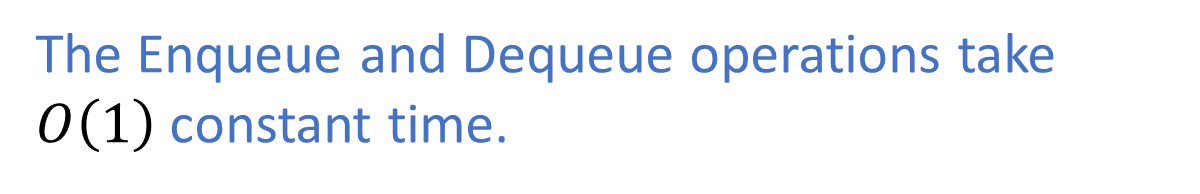 The Enqueue and Dequeue operations take
O(1) constant time.